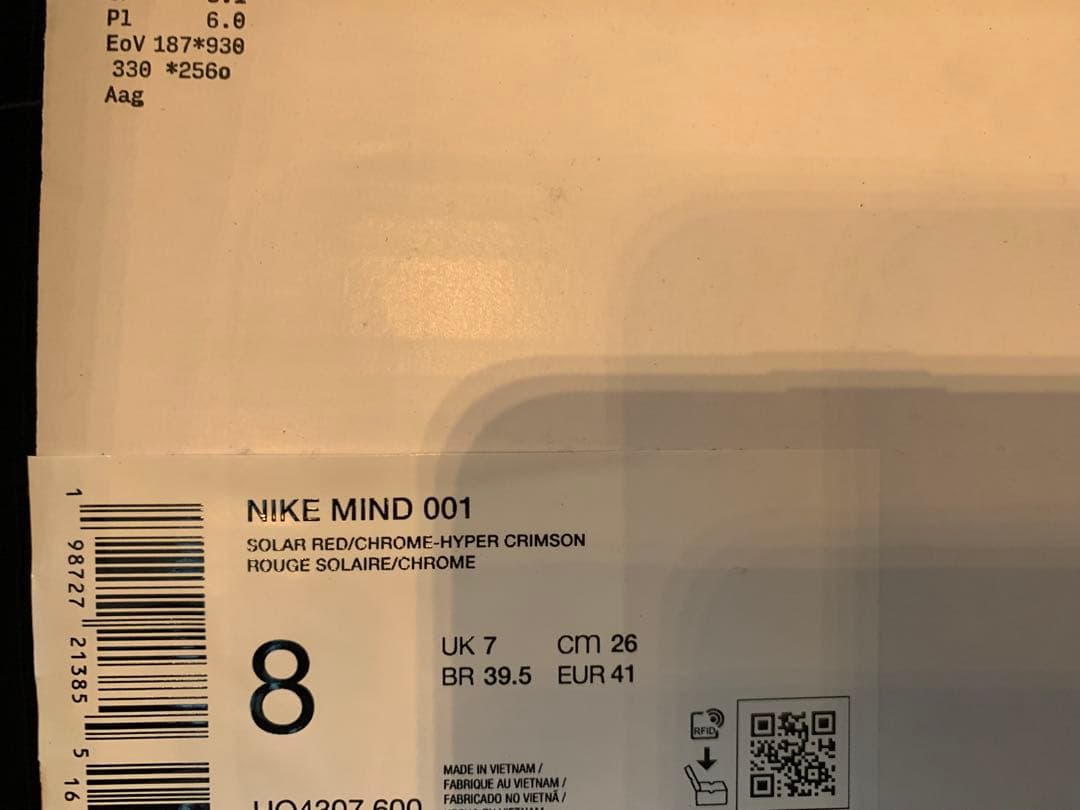 Pl 6.0
EoV 187*930
330 *256o
Aag
NIKE MIND 001
SOLAR RED/CHROME-HYPER CRIMSON
ROUGE SOLAIRE/CHROME
8
UK 7 cm 26
BR 39.5 EUR 41
RFID
MADE IN VIETNAM /
FABRIQUE AU VIETNAM /
FABRICADO NO VIETNÃ /
1 98727 21385 5 16